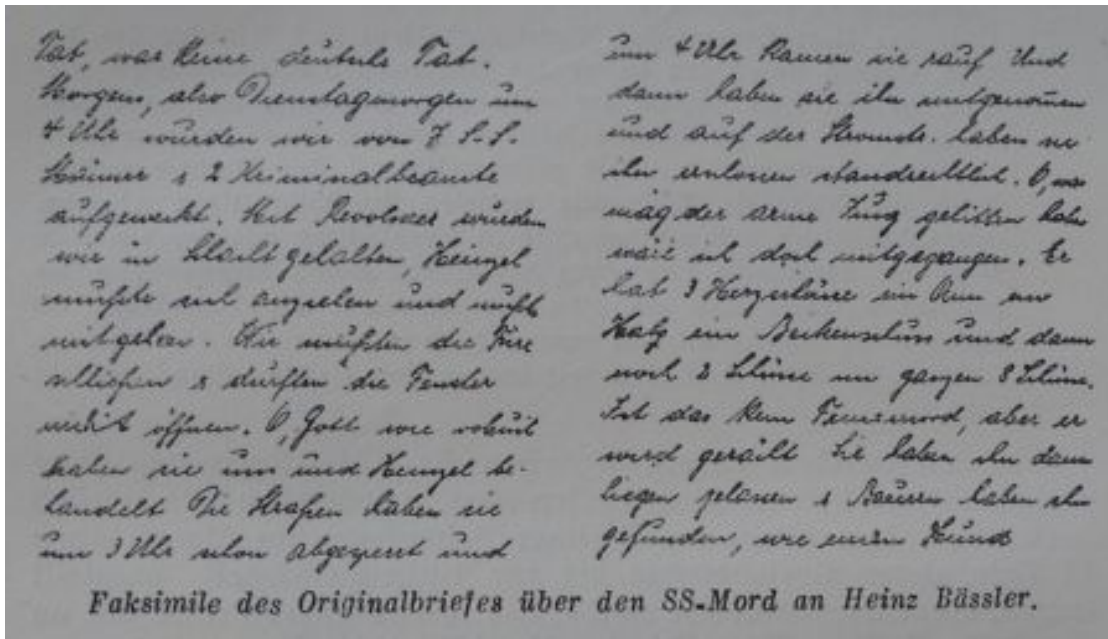 Tat, war keine deutsche Tat.
Morgens, also Dienstagmorgen um
4 Uhr wurden wir von 7 S.S.
Männer & 2 Kriminalbeamte
aufgeweckt. Mit Revolver wurden
wir in Schach gehalten, Heinzel
mußte sich anziehen und mußte
mitgehen. Wir mußten die Türe
schließen & durften die Fenster
nicht öffnen. O, Gott wie
haben sie uns und Heinzel be-
handelt Die Straßen haben sie
um 3 Uhr schon abgesperrt und
um 4 Uhr kamen sie rauf Und
dann haben sie ihn mitgenommen
und auf der haben sie
ihn erschossen standrechtlich. O, was
mag der arme Jung gelitten haben
wäre ich doch mitgegangen. Er
hat 3 Herzschüsse ein
Hals ein Beckenschuss und dann
noch 2 Schüsse im ganzen 8 Schüsse.
Ist das kein Fememord, aber er
wird gerächt Sie haben ihn dann
liegen gelassen & Bauern haben ihn
gefunden, wie einen Hund
Faksimile des Originalbriefes über den SS-Mord an Heinz Bässler.